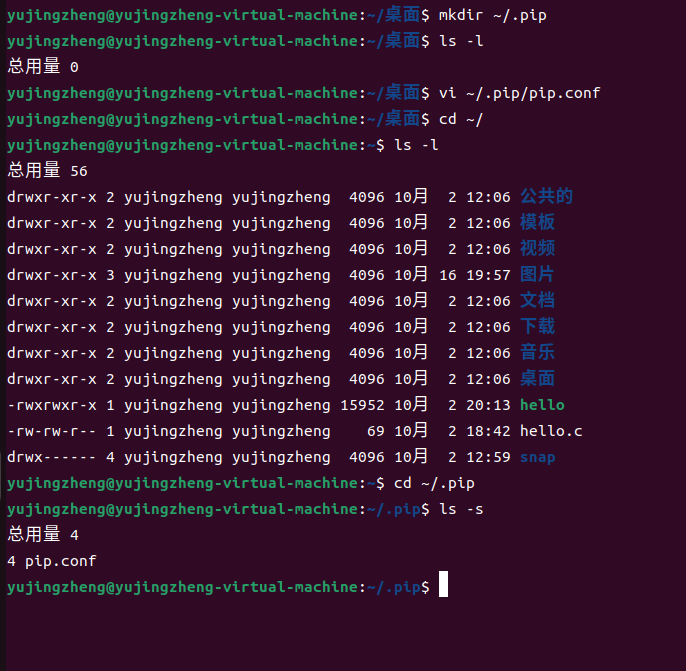 yujingzheng@yujingzheng-virtual-machine:~/桌面$ mkdir ~/.pip
yujingzheng@yujingzheng-virtual-machine:~/桌面$ ls -l
总用量 0
yujingzheng@yujingzheng-virtual-machine:~/桌面$ vi ~/.pip/pip.conf
yujingzheng@yujingzheng-virtual-machine:~/桌面$ cd ~/
yujingzheng@yujingzheng-virtual-machine:~$ ls -l
总用量 56
drwxr-xr-x 2 yujingzheng yujingzheng  4096 10月  2 12:06 公共的
drwxr-xr-x 2 yujingzheng yujingzheng  4096 10月  2 12:06 模板
drwxr-xr-x 2 yujingzheng yujingzheng  4096 10月  2 12:06 视频
drwxr-xr-x 3 yujingzheng yujingzheng  4096 10月 16 19:57 图片
drwxr-xr-x 2 yujingzheng yujingzheng  4096 10月  2 12:06 文档
drwxr-xr-x 2 yujingzheng yujingzheng  4096 10月  2 12:06 下载
drwxr-xr-x 2 yujingzheng yujingzheng  4096 10月  2 12:06 音乐
drwxr-xr-x 2 yujingzheng yujingzheng  4096 10月  2 12:06 桌面
-rwxrwxr-x 1 yujingzheng yujingzheng 15952 10月  2 20:13 hello
-rw-rw-r-- 1 yujingzheng yujingzheng    69 10月  2 18:42 hello.c
drwx------ 4 yujingzheng yujingzheng  4096 10月  2 12:59 snap
yujingzheng@yujingzheng-virtual-machine:~$ cd ~/.pip
yujingzheng@yujingzheng-virtual-machine:~/.pip$ ls -s
总用量 4
4 pip.conf
yujingzheng@yujingzheng-virtual-machine:~/.pip$